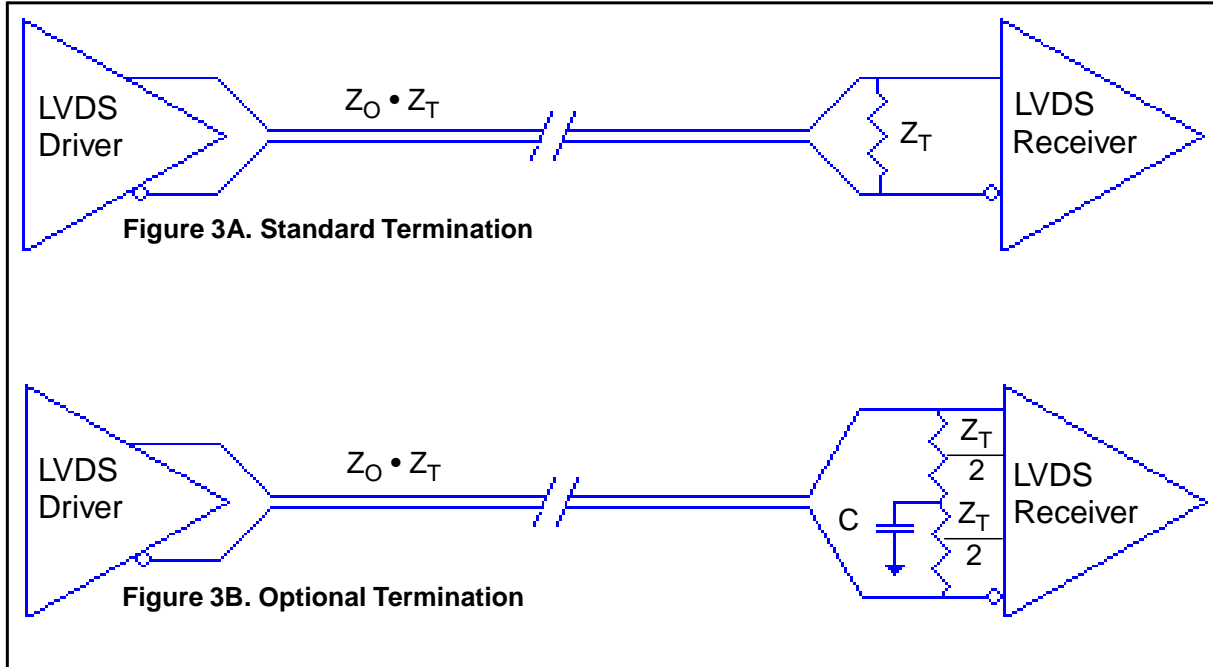 LVDS
Driver
Z_O • Z_T
Z_T
LVDS
Receiver
Figure 3A. Standard Termination
LVDS
Driver
Z_O • Z_T
C
Z_T
2
Z_T
2
LVDS
Receiver
Figure 3B. Optional Termination